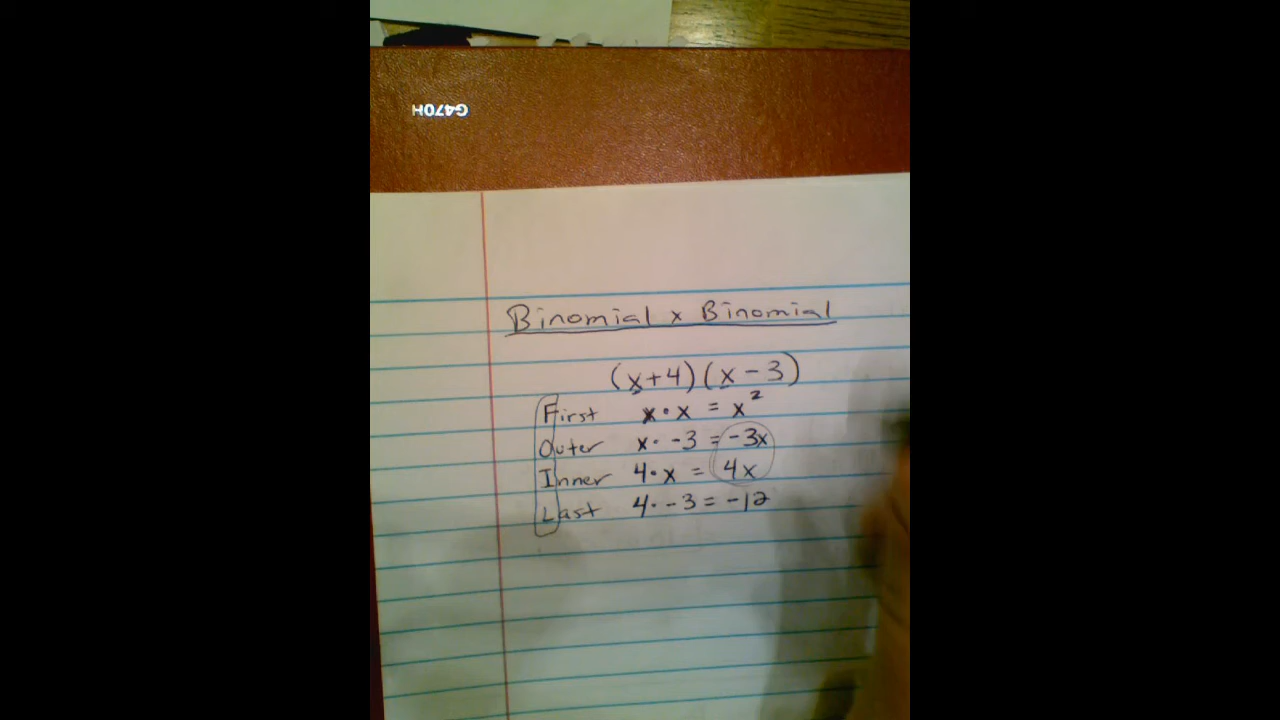 G470H
Binomial x Binomial
(x+4)(x-3)
First x·x = x²
Outer x·-3 = -3x
Inner 4·x = 4x
Last 4·-3 = -12